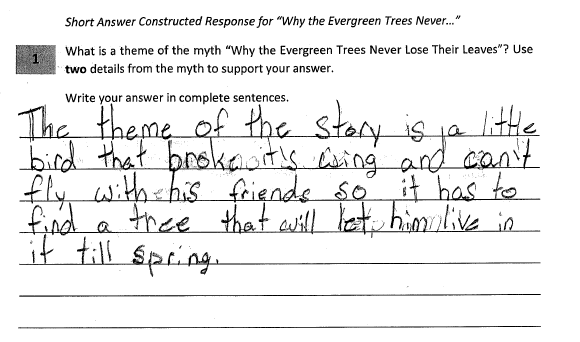 Short Answer Constructed Response for "Why the Evergreen Trees Never..."
1
What is a theme of the myth "Why the Evergreen Trees Never Lose Their Leaves"? Use
two details from the myth to support your answer.
Write your answer in complete sentences.
The theme of the story is a little
bird that broke it's wing and can't
fly with his friends so it has to
find a tree that will let him live in
it till spring.